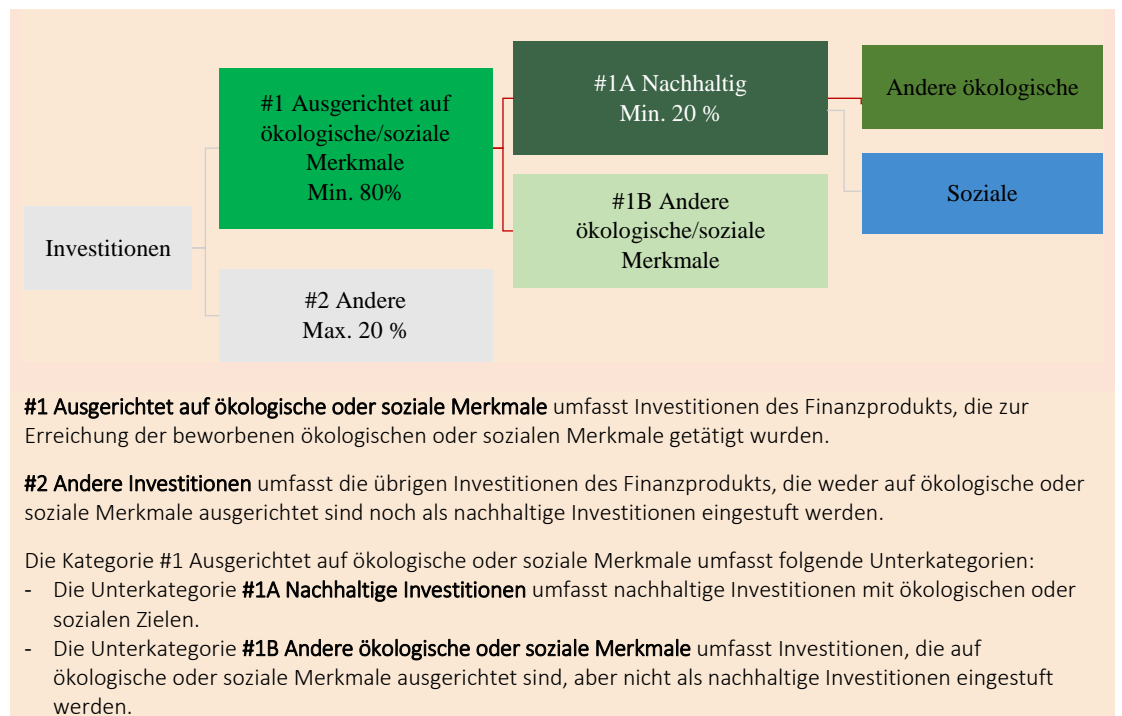 Investitionen
#1 Ausgerichtet auf
ökologische/soziale
Merkmale
Min. 80%
#2 Andere
Max. 20 %
#1A Nachhaltig
Min. 20 %
#1B Andere
ökologische/soziale
Merkmale
Andere ökologische
Soziale
#1 Ausgerichtet auf ökologische oder soziale Merkmale umfasst Investitionen des Finanzprodukts, die zur
Erreichung der beworbenen ökologischen oder sozialen Merkmale getätigt wurden.
#2 Andere Investitionen umfasst die übrigen Investitionen des Finanzprodukts, die weder auf ökologische oder
soziale Merkmale ausgerichtet sind noch als nachhaltige Investitionen eingestuft werden.
Die Kategorie #1 Ausgerichtet auf ökologische oder soziale Merkmale umfasst folgende Unterkategorien:
- Die Unterkategorie #1A Nachhaltige Investitionen umfasst nachhaltige Investitionen mit ökologischen oder
sozialen Zielen.
- Die Unterkategorie #1B Andere ökologische oder soziale Merkmale umfasst Investitionen, die auf
ökologische oder soziale Merkmale ausgerichtet sind, aber nicht als nachhaltige Investitionen eingestuft
werden.